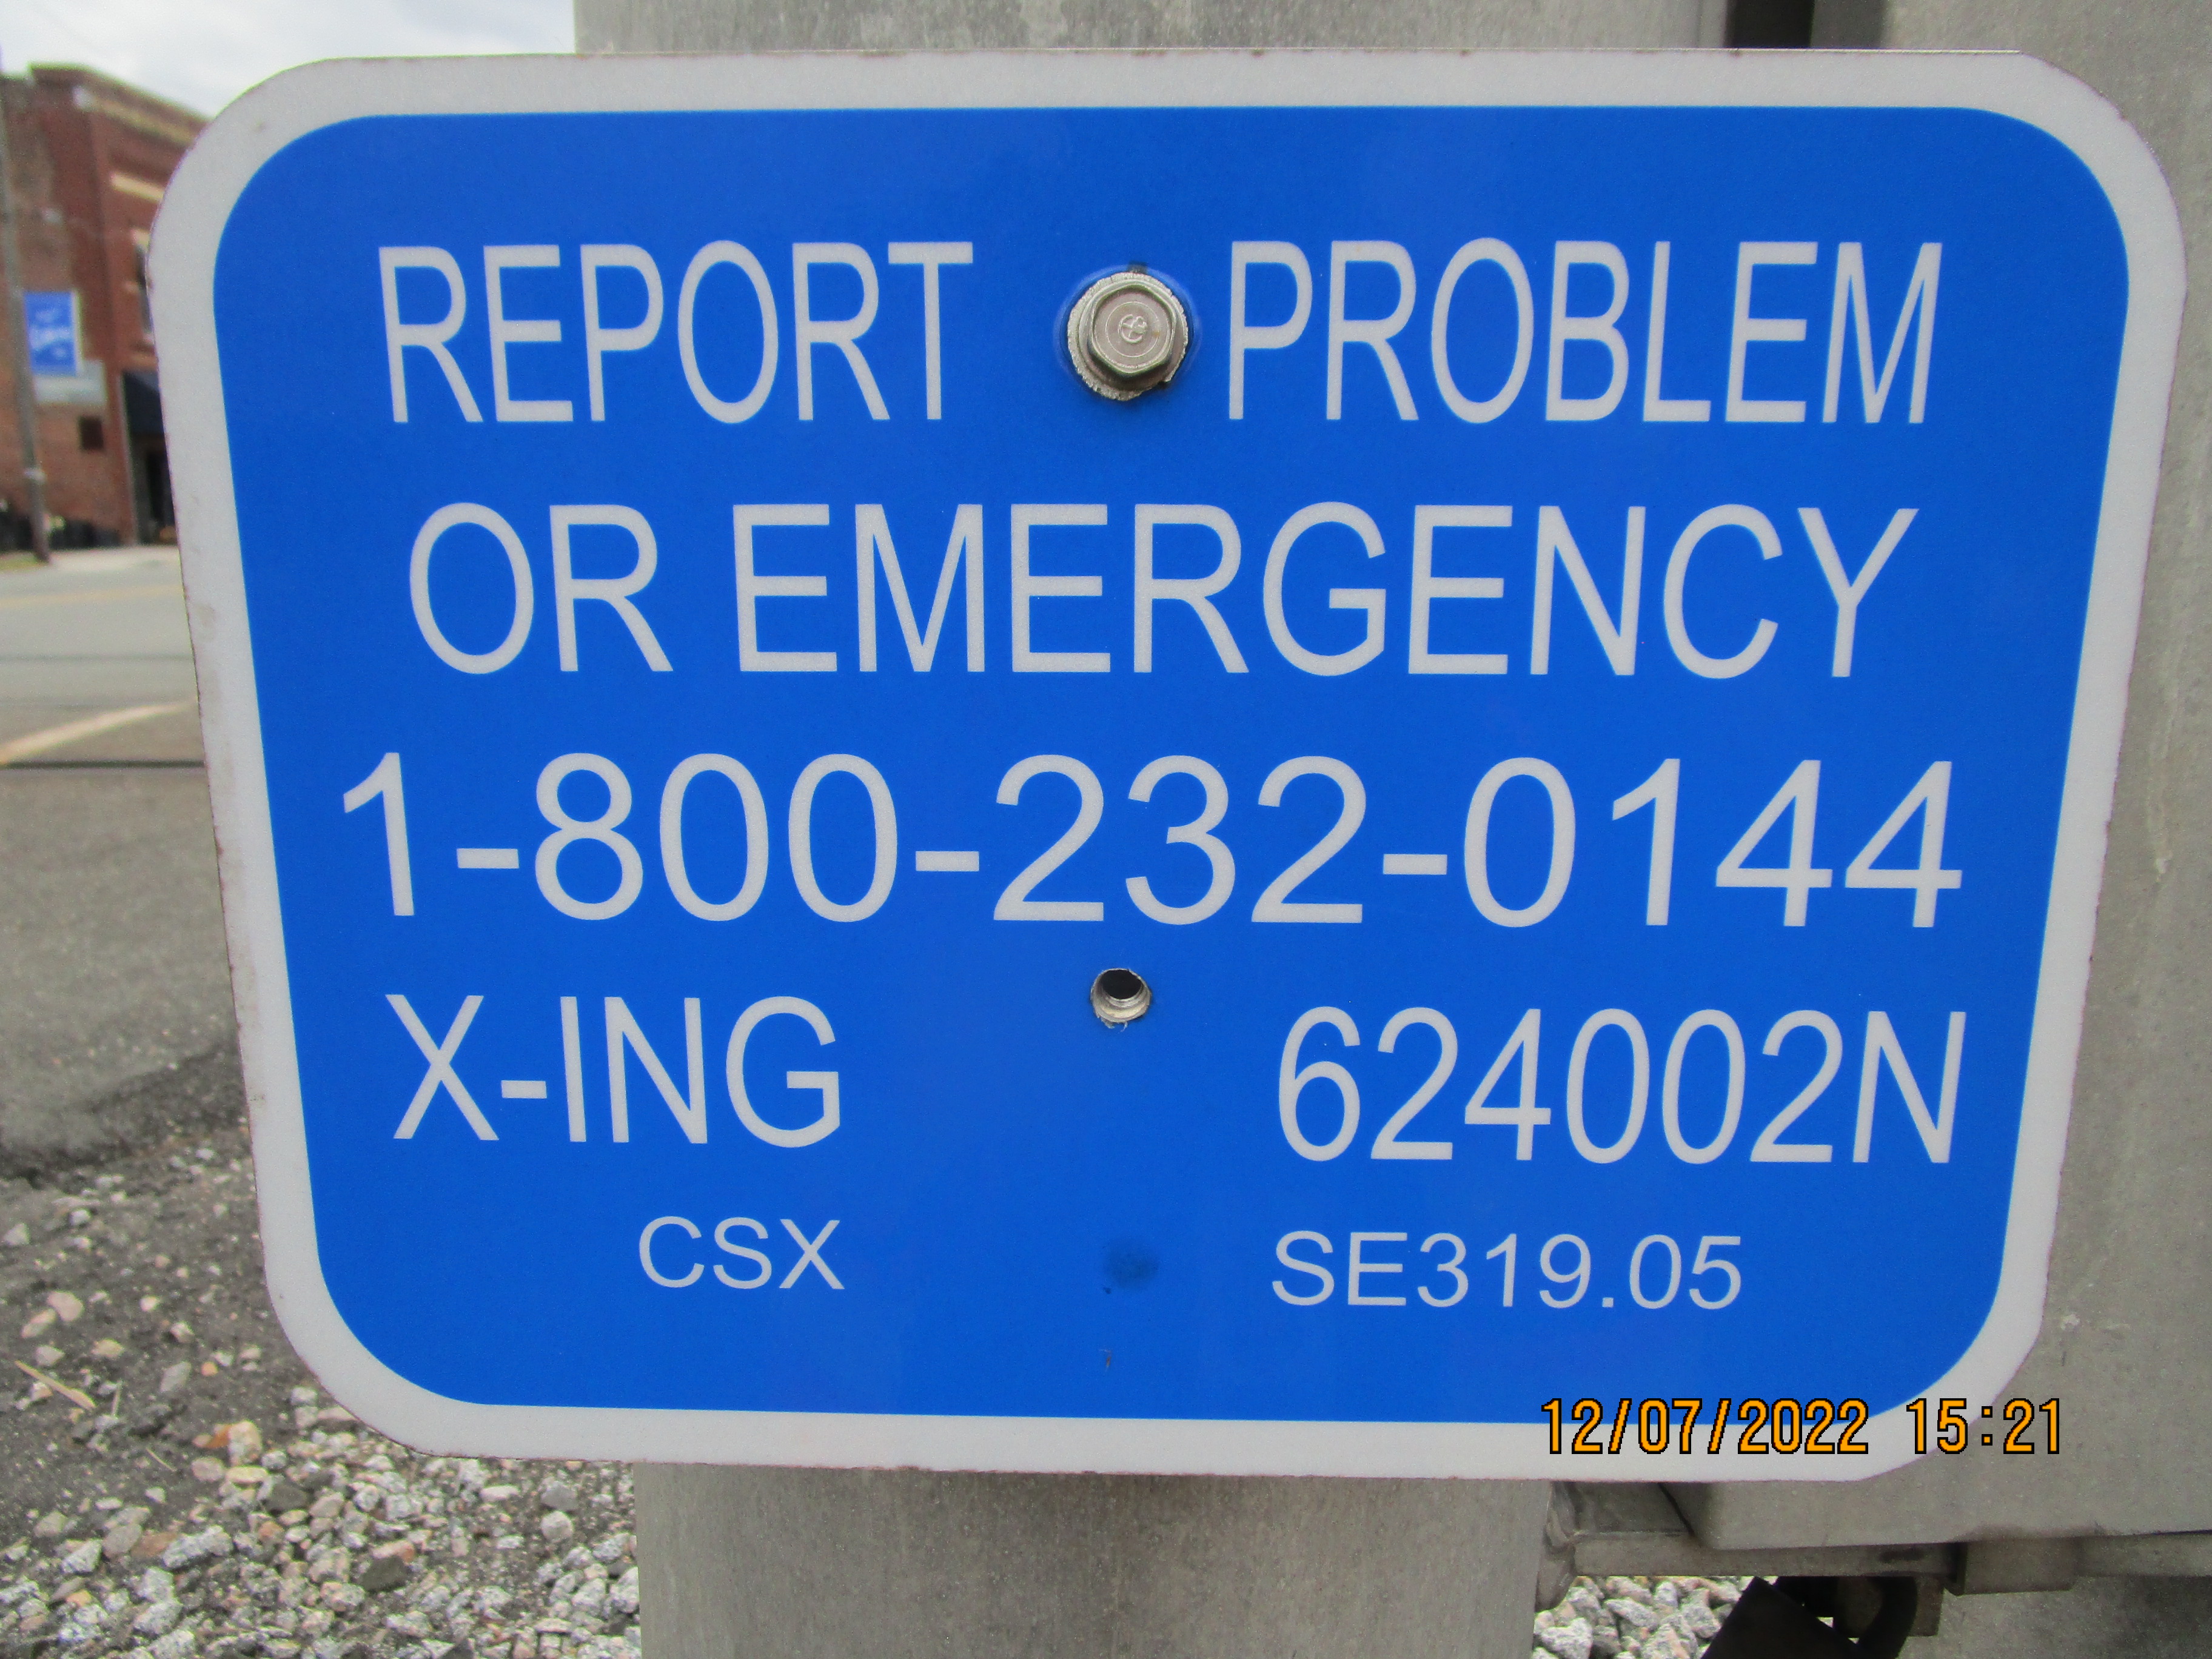 REPORT PROBLEM
OR EMERGENCY
1-800-232-0144
X-ING 624002N
CSX SE319.05
12/07/2022 15:21